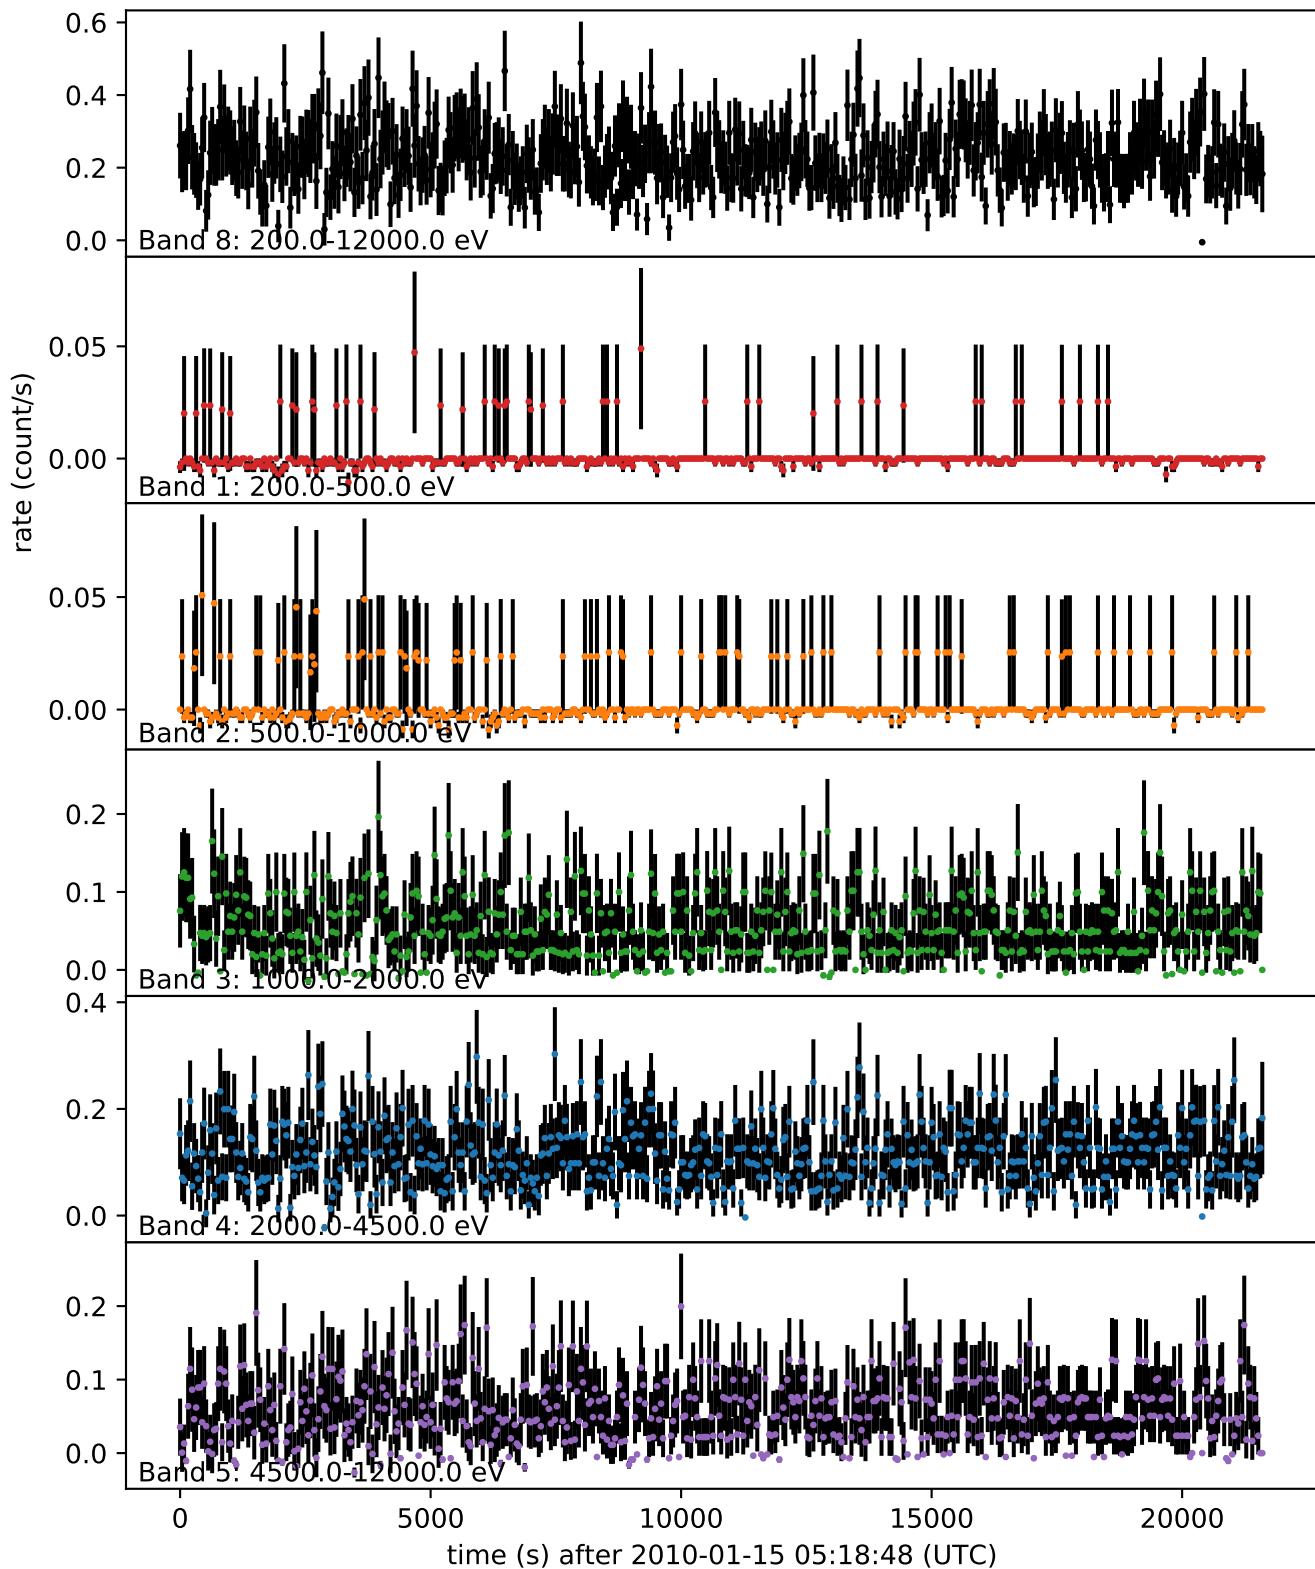 0.6
0.4
0.2
0.0
Band 8: 200.0-12000.0 eV
0.05
0.00
Band 1: 200.0-500.0 eV
rate (count/s)
0.05
0.00
Band 2: 500.0-1000.0 eV
0.2
0.1
0.0
Band 3: 1000.0-2000.0 eV
0.4
0.2
0.0
Band 4: 2000.0-4500.0 eV
0.2
0.1
0.0
Band 5: 4500.0-12000.0 eV
0 5000 10000 15000 20000
time (s) after 2010-01-15 05:18:48 (UTC)